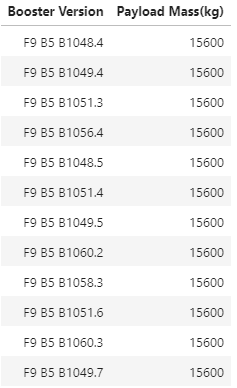 Booster Version Payload Mass(kg)
F9 B5 B1048.4 15600
F9 B5 B1049.4 15600
F9 B5 B1051.3 15600
F9 B5 B1056.4 15600
F9 B5 B1048.5 15600
F9 B5 B1051.4 15600
F9 B5 B1049.5 15600
F9 B5 B1060.2 15600
F9 B5 B1058.3 15600
F9 B5 B1051.6 15600
F9 B5 B1060.3 15600
F9 B5 B1049.7 15600